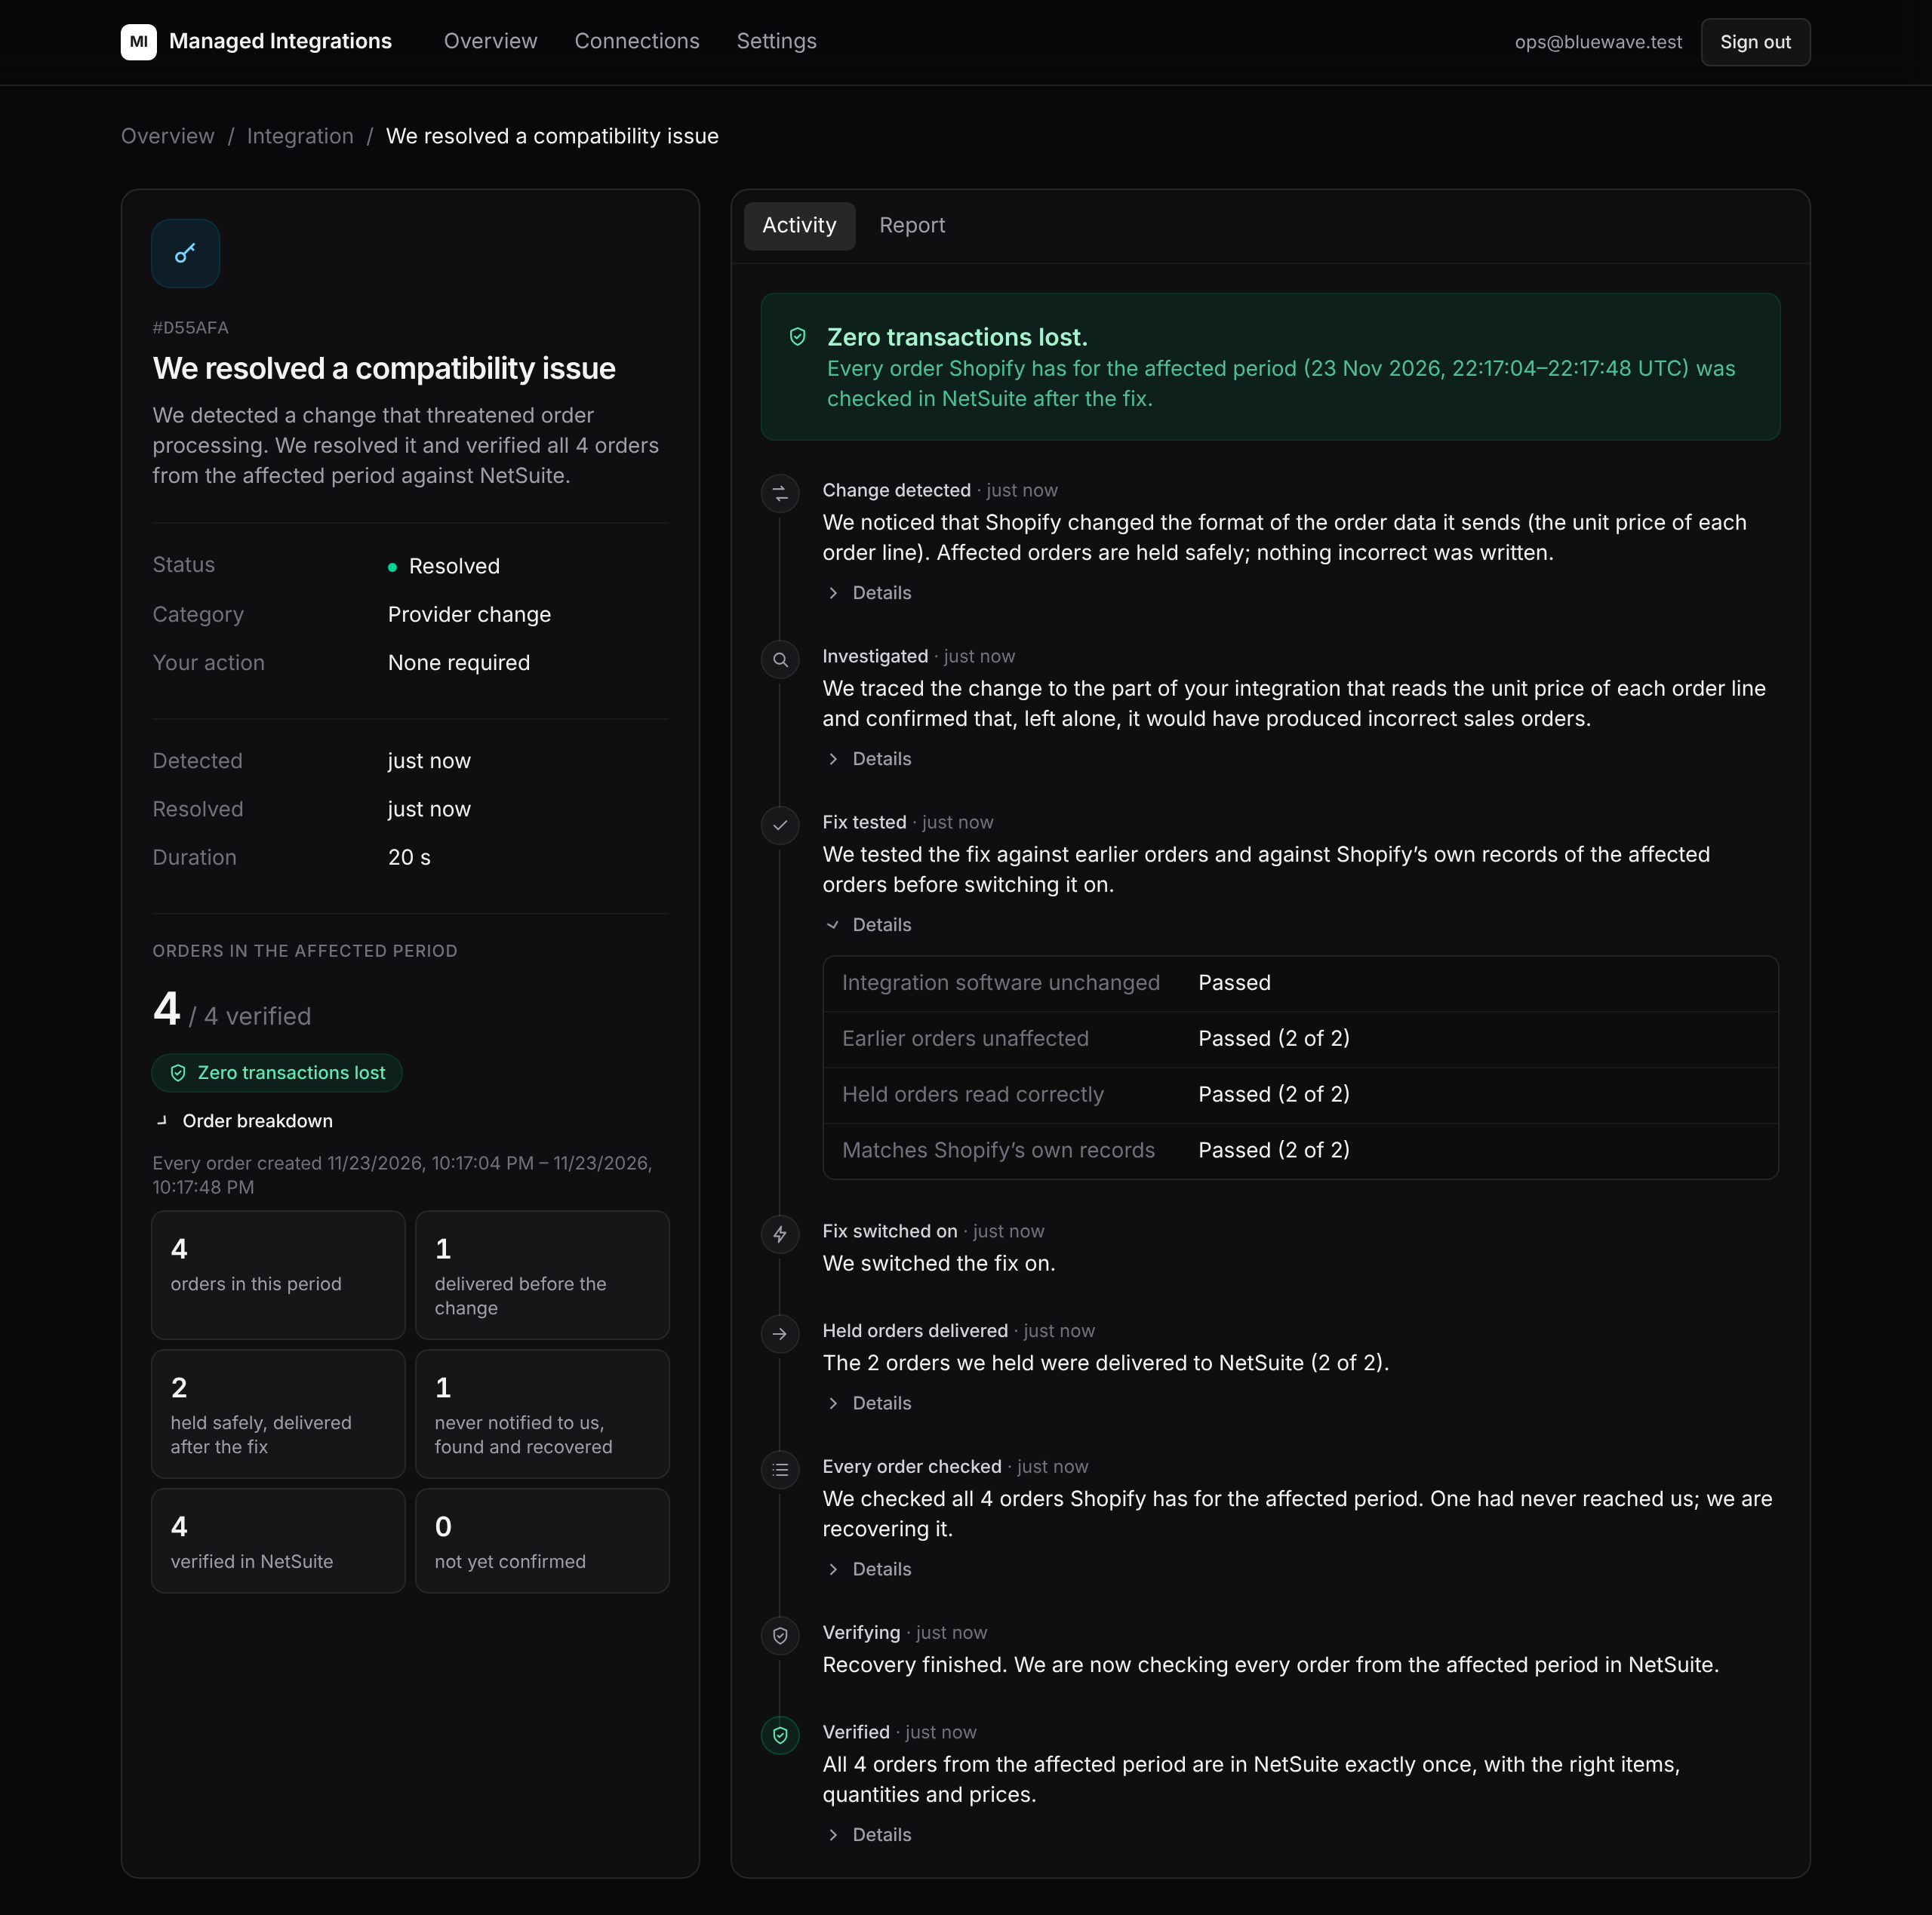 MI Managed Integrations Overview Connections Settings ops@bluewave.test Sign out
Overview / Integration / We resolved a compatibility issue
#D55AFA
We resolved a compatibility issue
We detected a change that threatened order
processing. We resolved it and verified all 4 orders
from the affected period against NetSuite.
Status Resolved
Category Provider change
Your action None required
Detected just now
Resolved just now
Duration 20 s
ORDERS IN THE AFFECTED PERIOD
4 / 4 verified
Zero transactions lost
Order breakdown
Every order created 11/23/2026, 10:17:04 PM – 11/23/2026,
10:17:48 PM
4
orders in this period
1
delivered before the
change
2
held safely, delivered
after the fix
1
never notified to us,
found and recovered
4
verified in NetSuite
0
not yet confirmed
Activity Report
Zero transactions lost.
Every order Shopify has for the affected period (23 Nov 2026, 22:17:04–22:17:48 UTC) was
checked in NetSuite after the fix.
Change detected · just now
We noticed that Shopify changed the format of the order data it sends (the unit price of each
order line). Affected orders are held safely; nothing incorrect was written.
Details
Investigated · just now
We traced the change to the part of your integration that reads the unit price of each order line
and confirmed that, left alone, it would have produced incorrect sales orders.
Details
Fix tested · just now
We tested the fix against earlier orders and against Shopify’s own records of the affected
orders before switching it on.
Details
Integration software unchanged Passed
Earlier orders unaffected Passed (2 of 2)
Held orders read correctly Passed (2 of 2)
Matches Shopify’s own records Passed (2 of 2)
Fix switched on · just now
We switched the fix on.
Held orders delivered · just now
The 2 orders we held were delivered to NetSuite (2 of 2).
Details
Every order checked · just now
We checked all 4 orders Shopify has for the affected period. One had never reached us; we are
recovering it.
Details
Verifying · just now
Recovery finished. We are now checking every order from the affected period in NetSuite.
Verified · just now
All 4 orders from the affected period are in NetSuite exactly once, with the right items,
quantities and prices.
Details